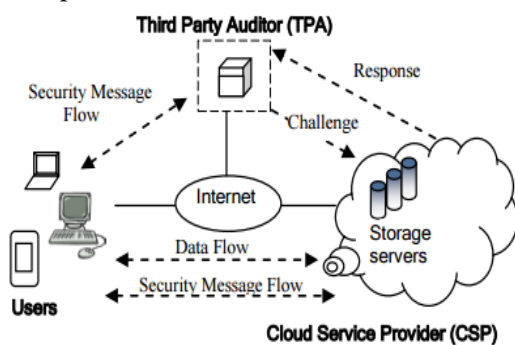 Third Party Auditor (TPA)
Response
Security Message
Flow
Challenge
Internet
Storage
servers
Data Flow
Security Message Flow
Users
Cloud Service Provider (CSP)